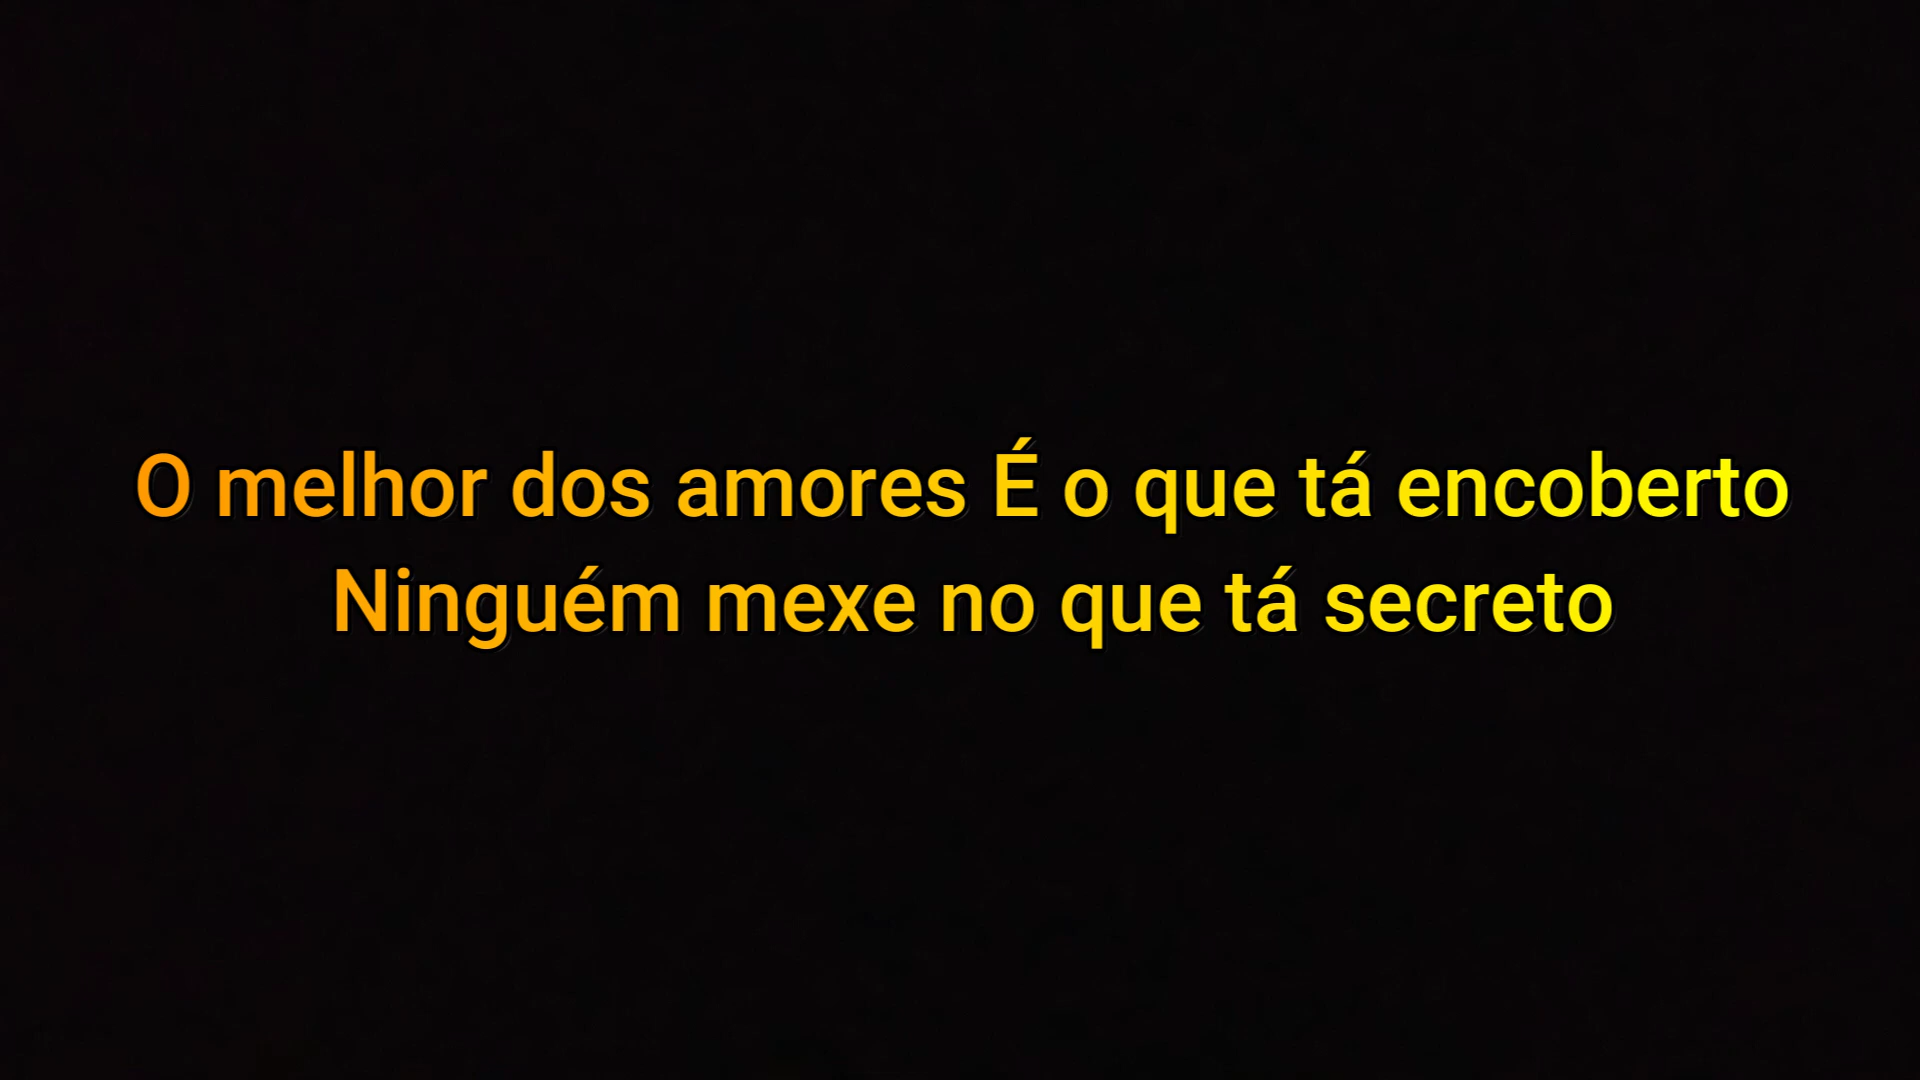 O melhor dos amores É o que tá encoberto
Ninguém mexe no que tá secreto